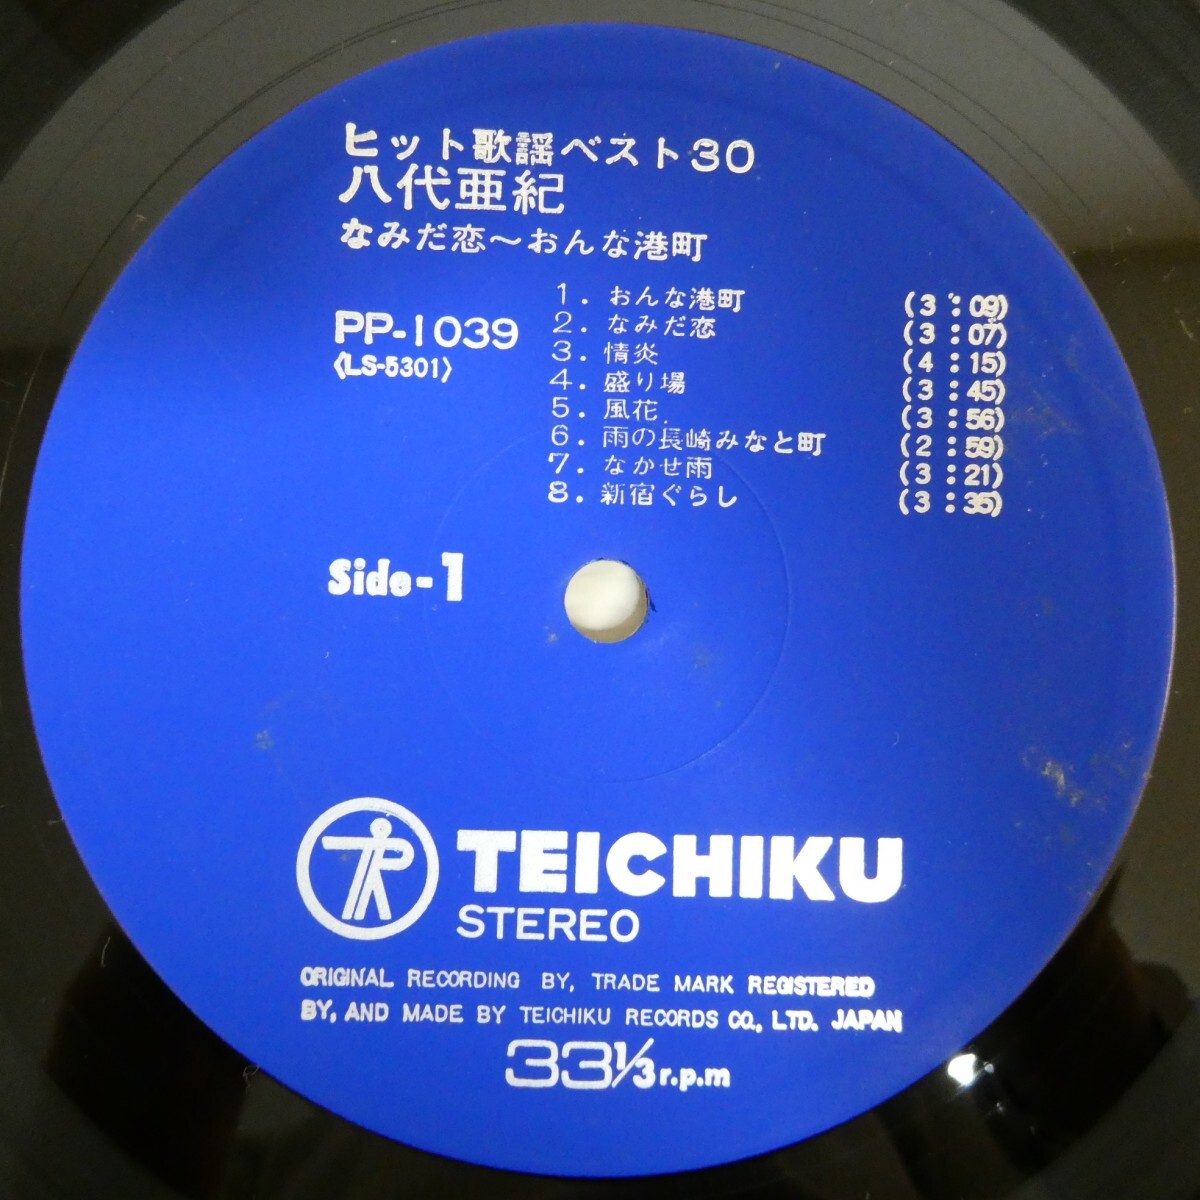 ヒット歌謡ベスト30
八代亜紀
なみだ恋〜おんな港町
PP-1039
〈LS-5301〉
1. おんな港町 (3:09)
2. なみだ恋 (3:07)
3. 情炎 (4:15)
4. 盛り場 (3:45)
5. 風花 (3:56)
6. 雨の長崎みなと町 (2:59)
7. なかせ雨 (3:21)
8. 新宿ぐらし (3:35)
Side-1
TEICHIKU
STEREO
ORIGINAL RECORDING BY, TRADE MARK REGISTERED
BY, AND MADE BY TEICHIKU RECORDS CO., LTD. JAPAN
33 1/3 r.p.m